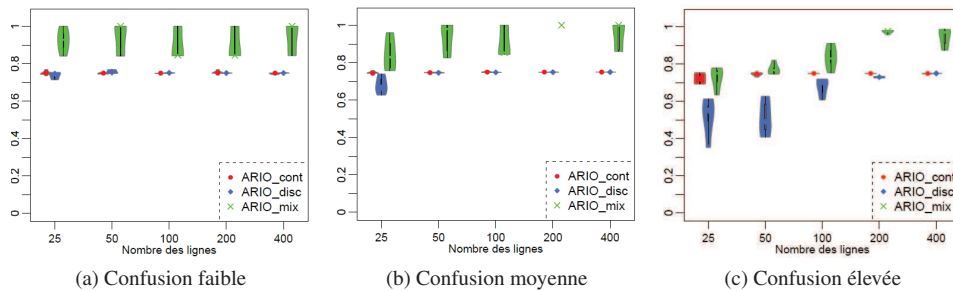 1
0.8
0.6
0.4
0.2
0
ARIO_cont
ARIO_disc
ARIO_mix
25 50 100 200 400
Nombre des lignes
(a) Confusion faible
1
0.8
0.6
0.4
0.2
0
ARIO_cont
ARIO_disc
ARIO_mix
25 50 100 200 400
Nombre des lignes
(b) Confusion moyenne
1
0.8
0.6
0.4
0.2
0
ARIO_cont
ARIO_disc
ARIO_mix
25 50 100 200 400
Nombre des lignes
(c) Confusion élevée